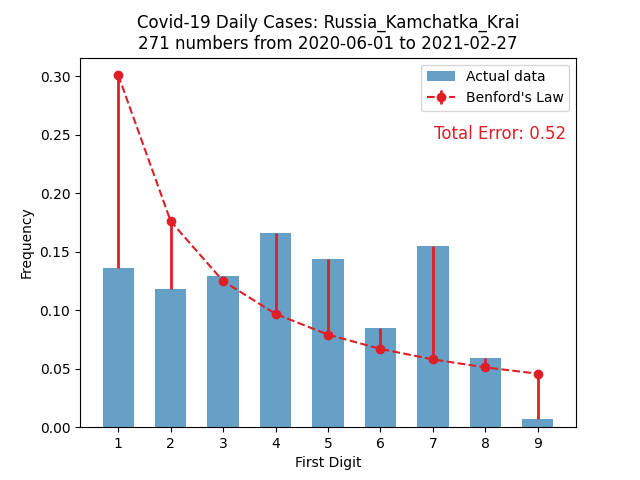 Covid-19 Daily Cases: Russia_Kamchatka_Krai
271 numbers from 2020-06-01 to 2021-02-27
Actual data
Benford's Law
Total Error: 0.52
0.30
0.25
0.20
0.15
0.10
0.05
0.00
Frequency
1 2 3 4 5 6 7 8 9
First Digit